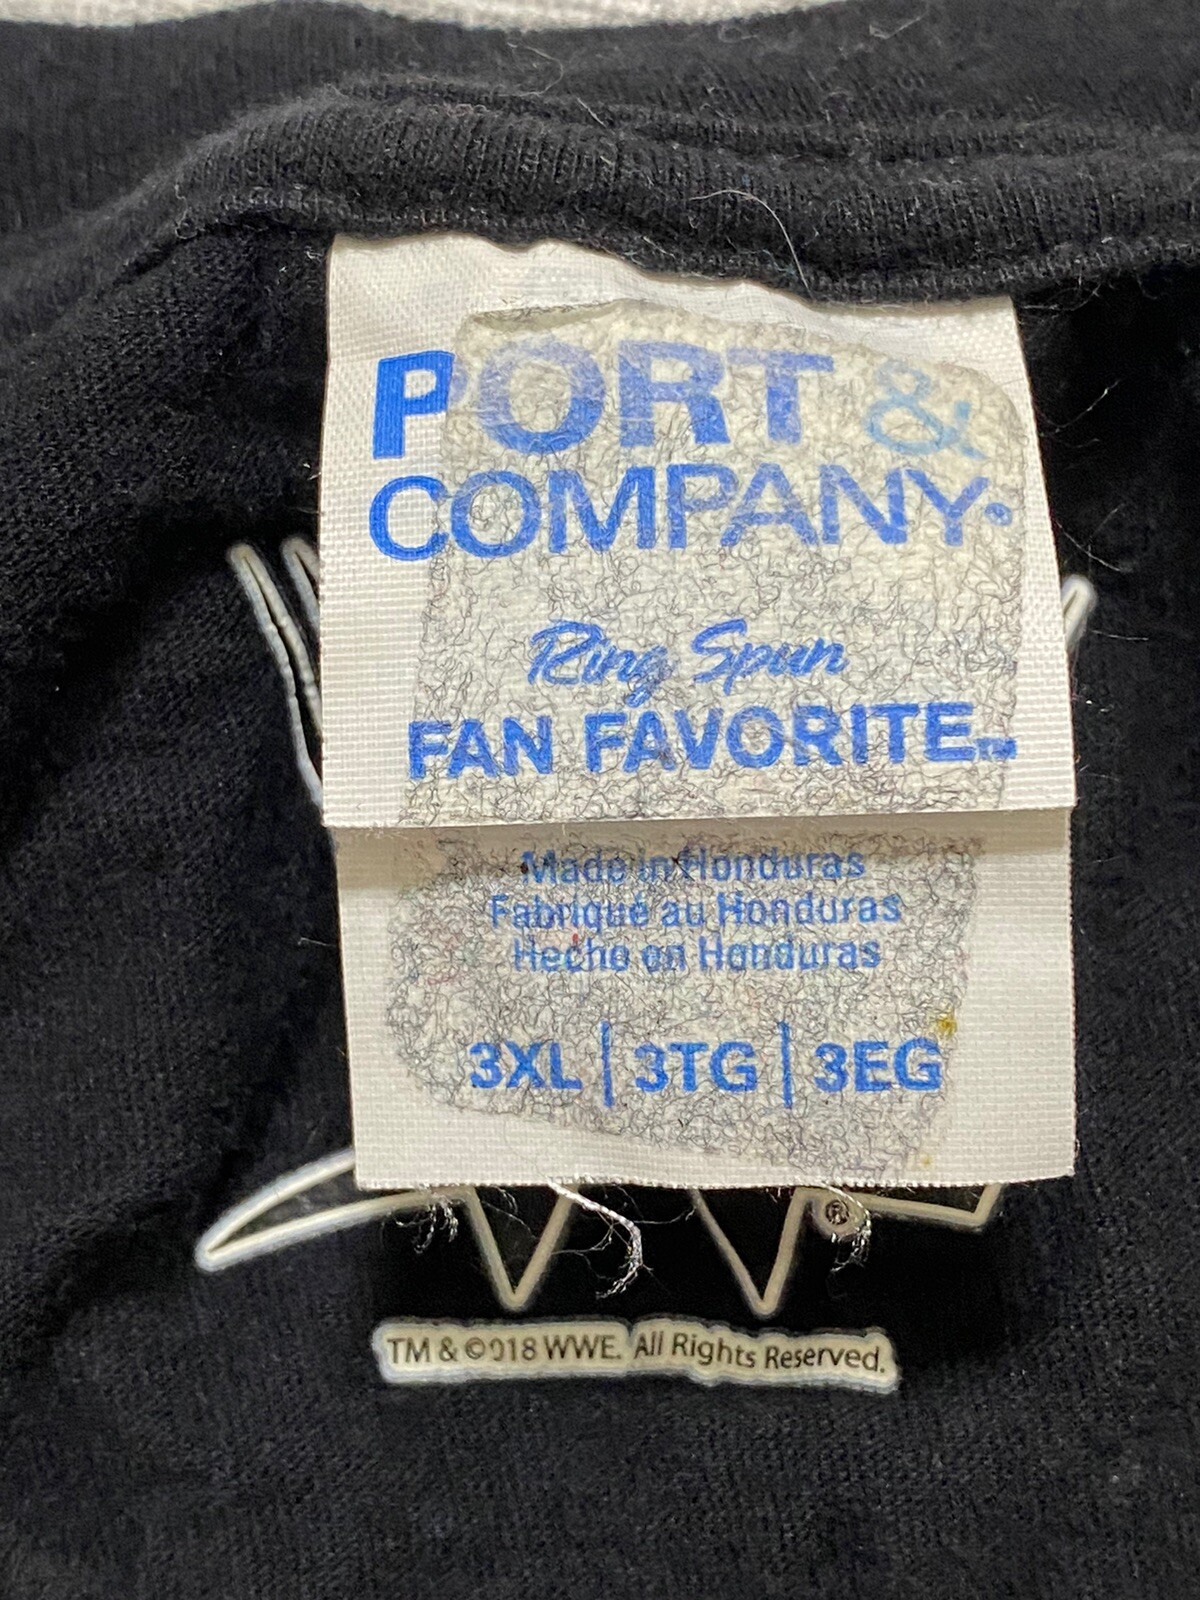 PORT &
COMPANY®
Ring Spun
FAN FAVORITE™
Made in Honduras
Fabriqué au Honduras
Hecho en Honduras
3XL | 3TG | 3EG
®
TM & ©018 WWE. All Rights Reserved.